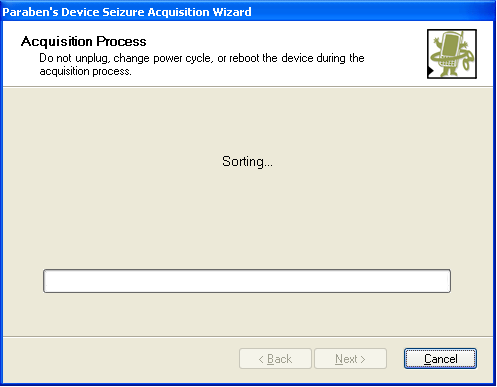 Paraben's Device Seizure Acquisition Wizard
Acquisition Process
Do not unplug, change power cycle, or reboot the device during the
acquisition process.
Sorting...
< Back
Next >
Cancel